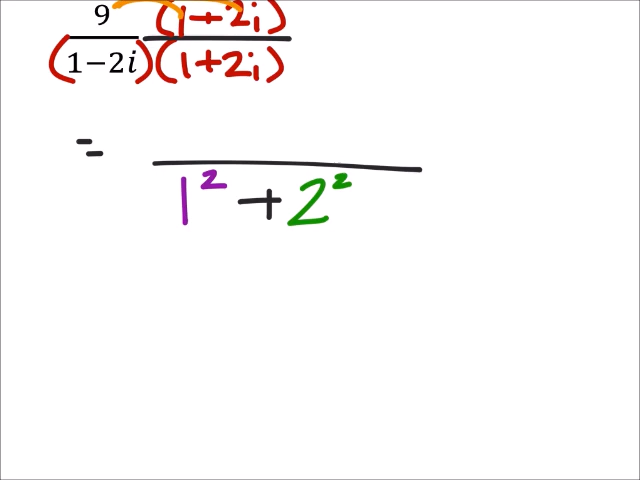 9 (1+2i)
(1−2i)(1+2i)
=
1² + 2²